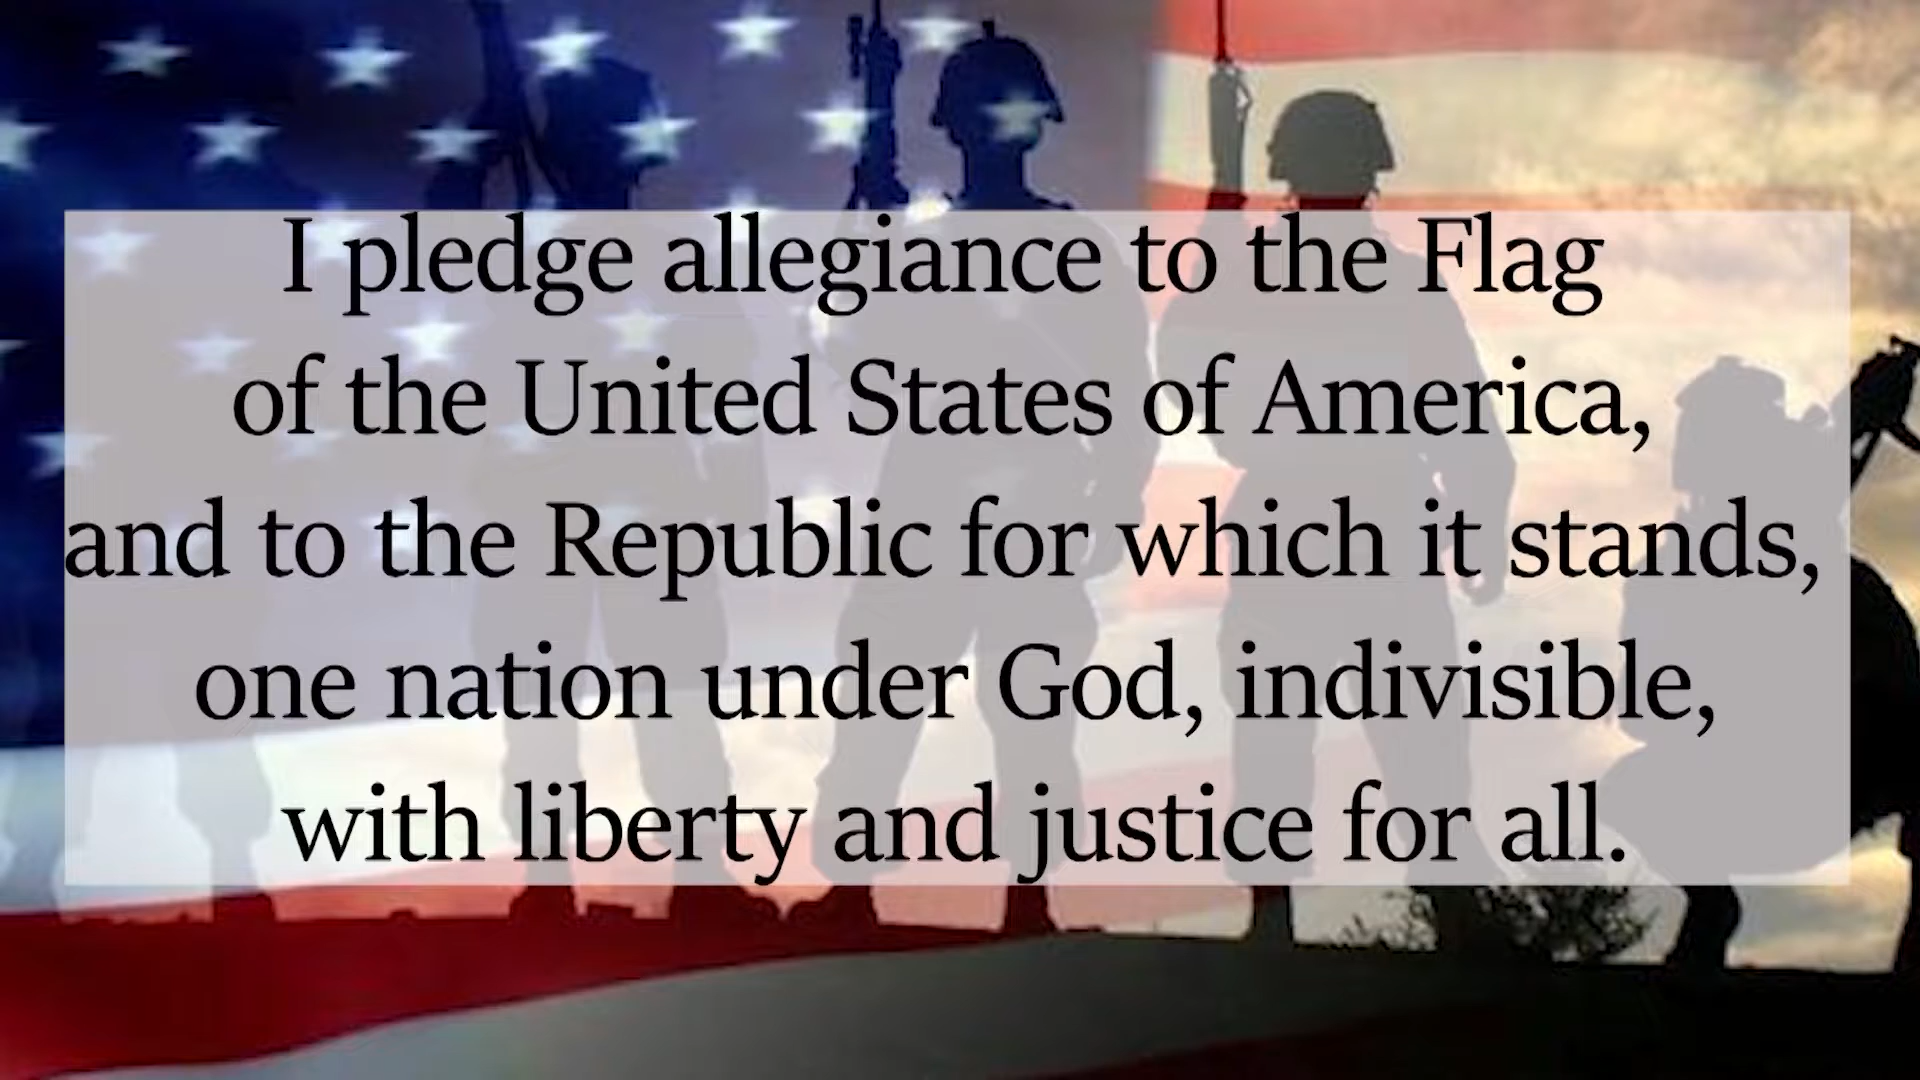 I pledge allegiance to the Flag
of the United States of America,
and to the Republic for which it stands,
one nation under God, indivisible,
with liberty and justice for all.